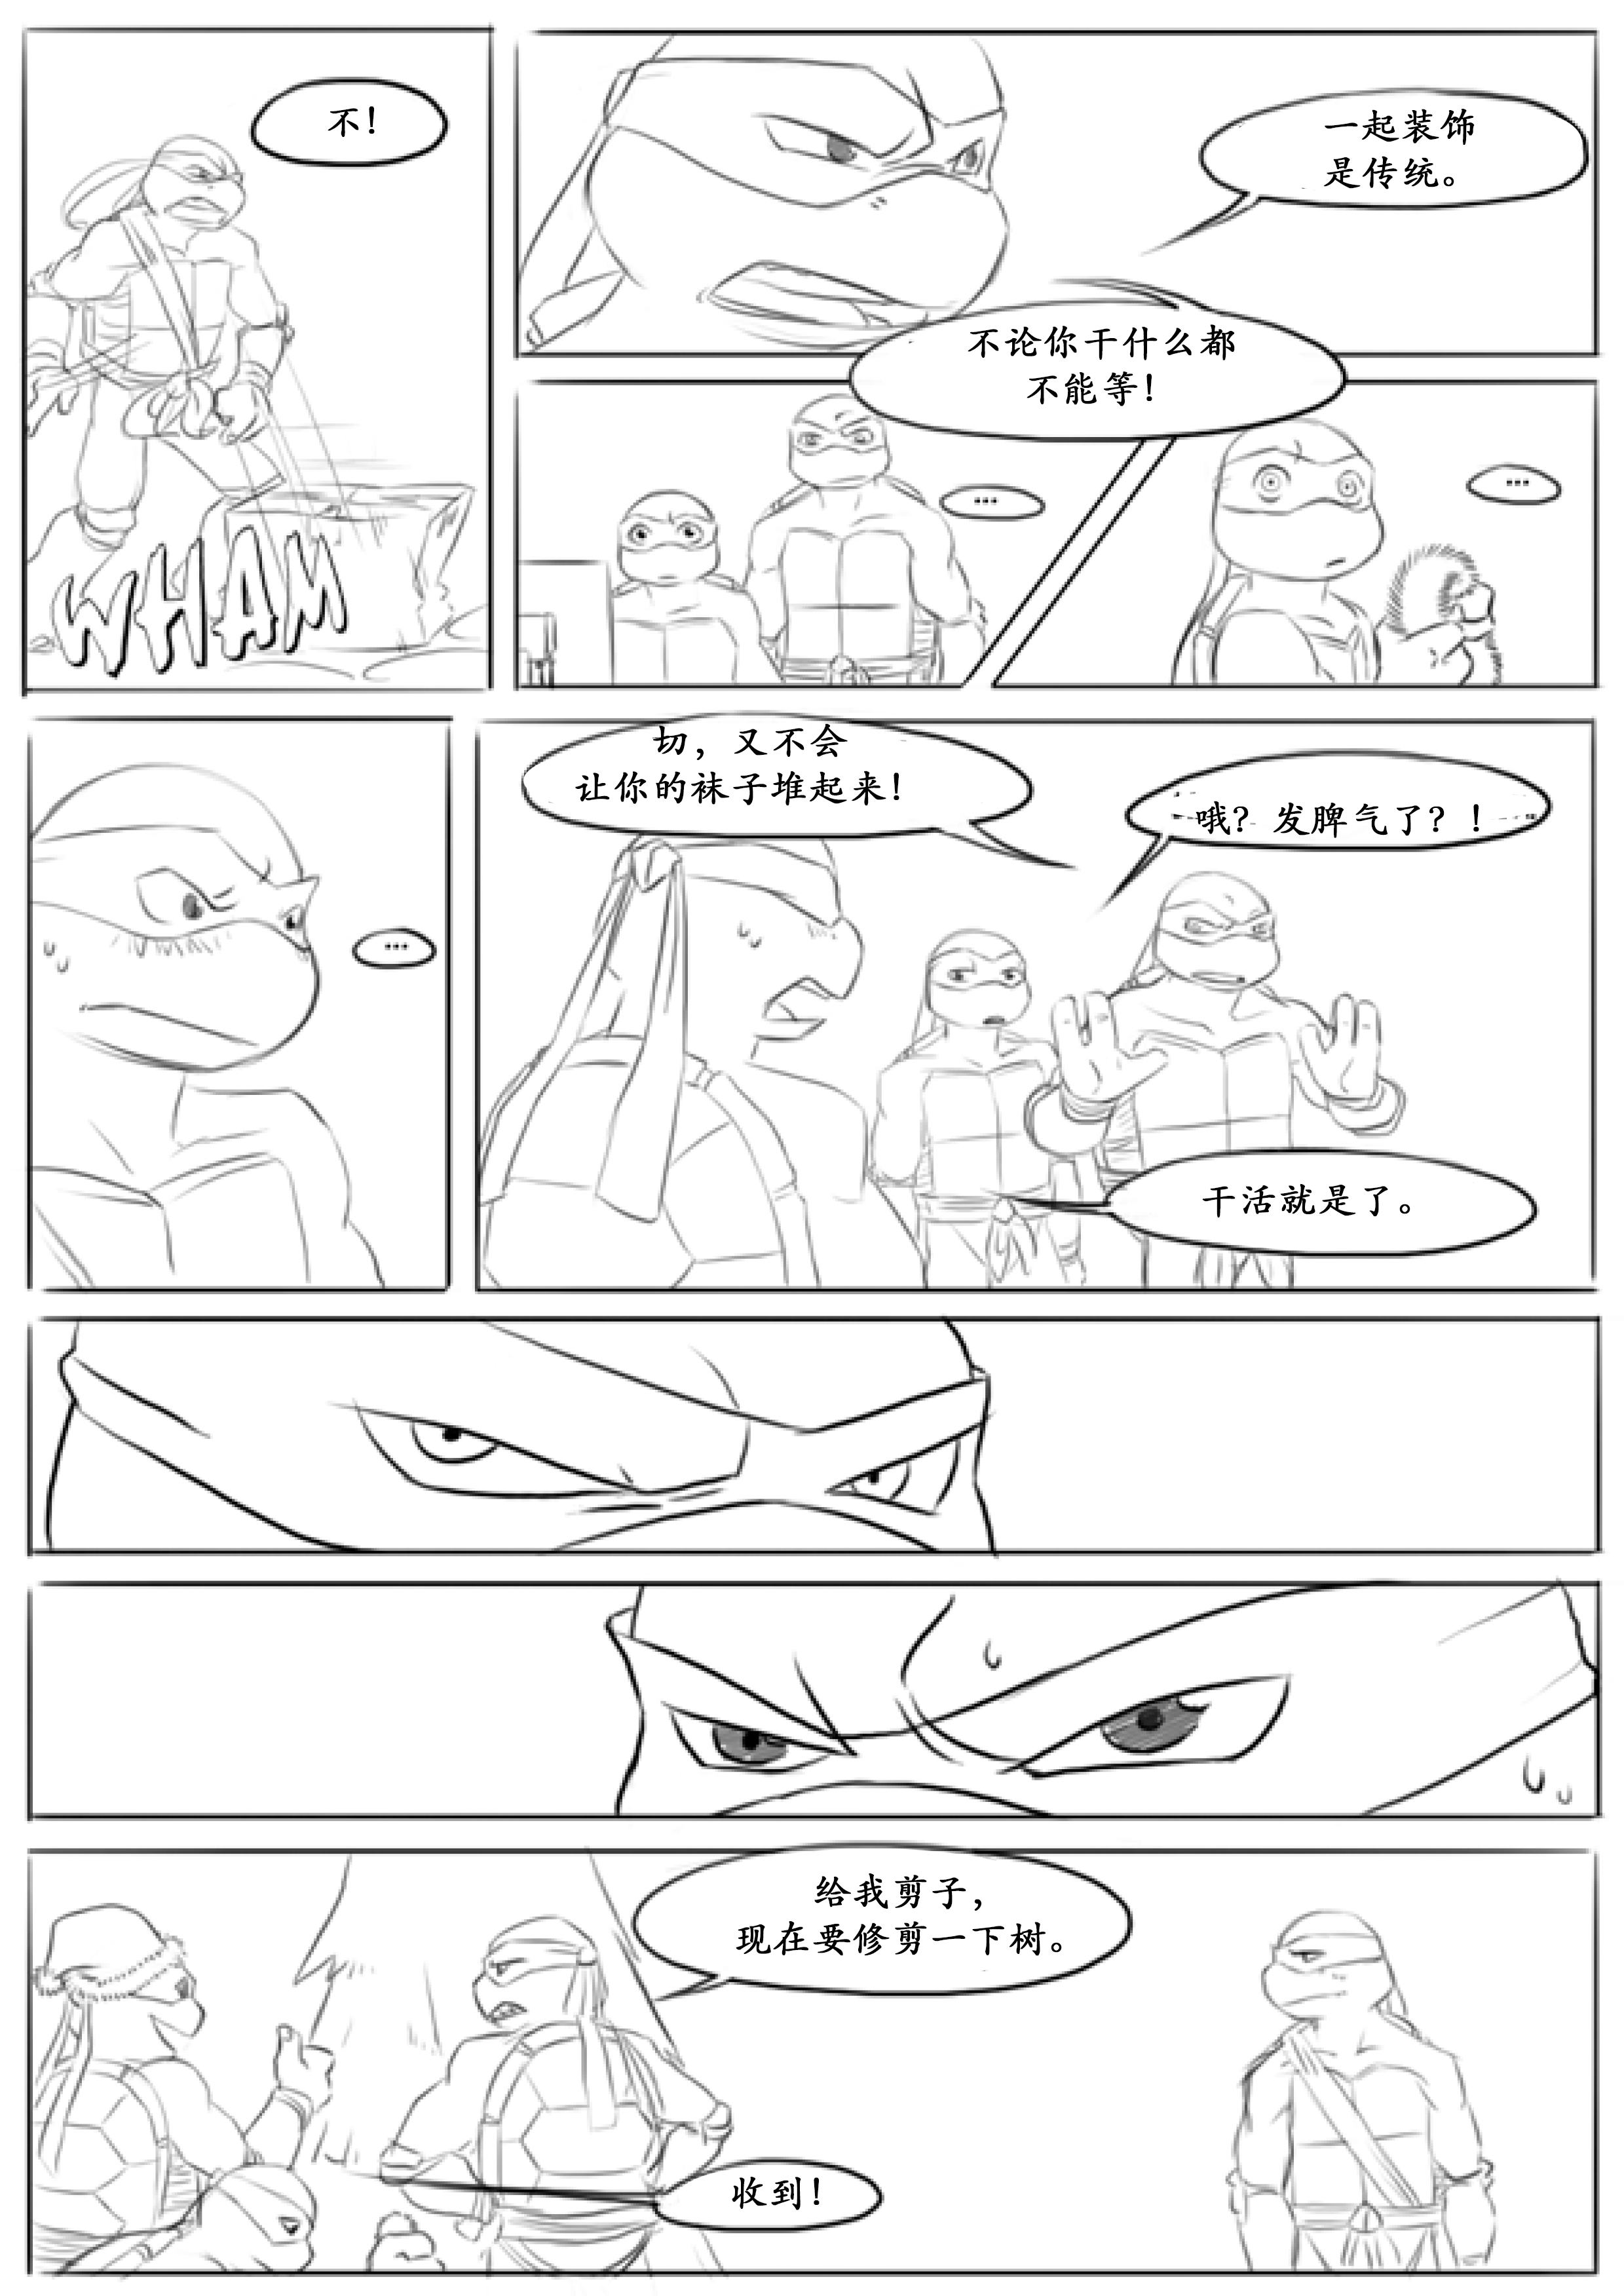 不！
WHAM
一起装饰
是传统。
不论你干什么都
不能等！
…
…
…
切，又不会
让你的袜子堆起来！
哦？发脾气了？！
干活就是了。
给我剪子，
现在要修剪一下树。
收到！